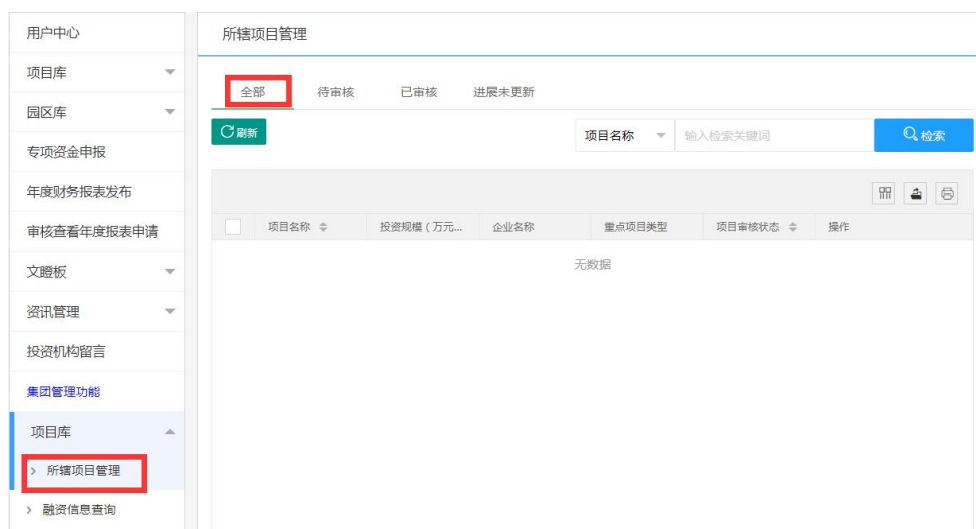 用户中心
项目库
园区库
专项资金申报
年度财务报表发布
审核查看年度报表申请
文瞪板
资讯管理
投资机构留言
集团管理功能
项目库
所辖项目管理
融资信息查询
所辖项目管理
全部 待审核 已审核 进展未更新
刷新 项目名称 输入检索关键词 检索
项目名称 投资规模（万元... 企业名称 重点项目类型 项目审核状态 操作
无数据